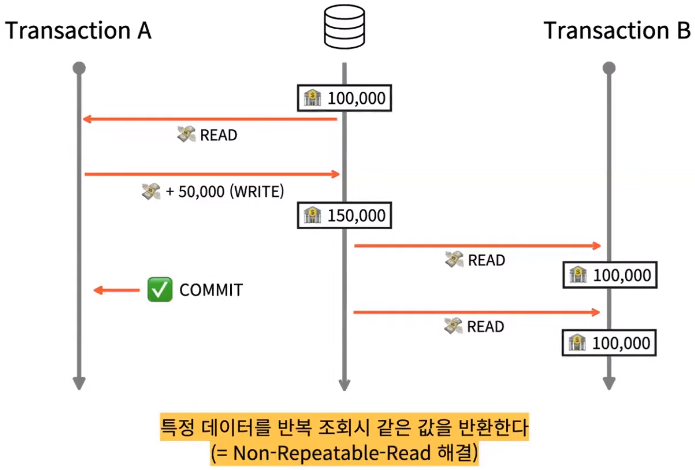 Transaction A
Transaction B
100,000
READ
+ 50,000 (WRITE)
150,000
READ
100,000
COMMIT
READ
100,000
특정 데이터를 반복 조회시 같은 값을 반환한다
(= Non-Repeatable-Read 해결)